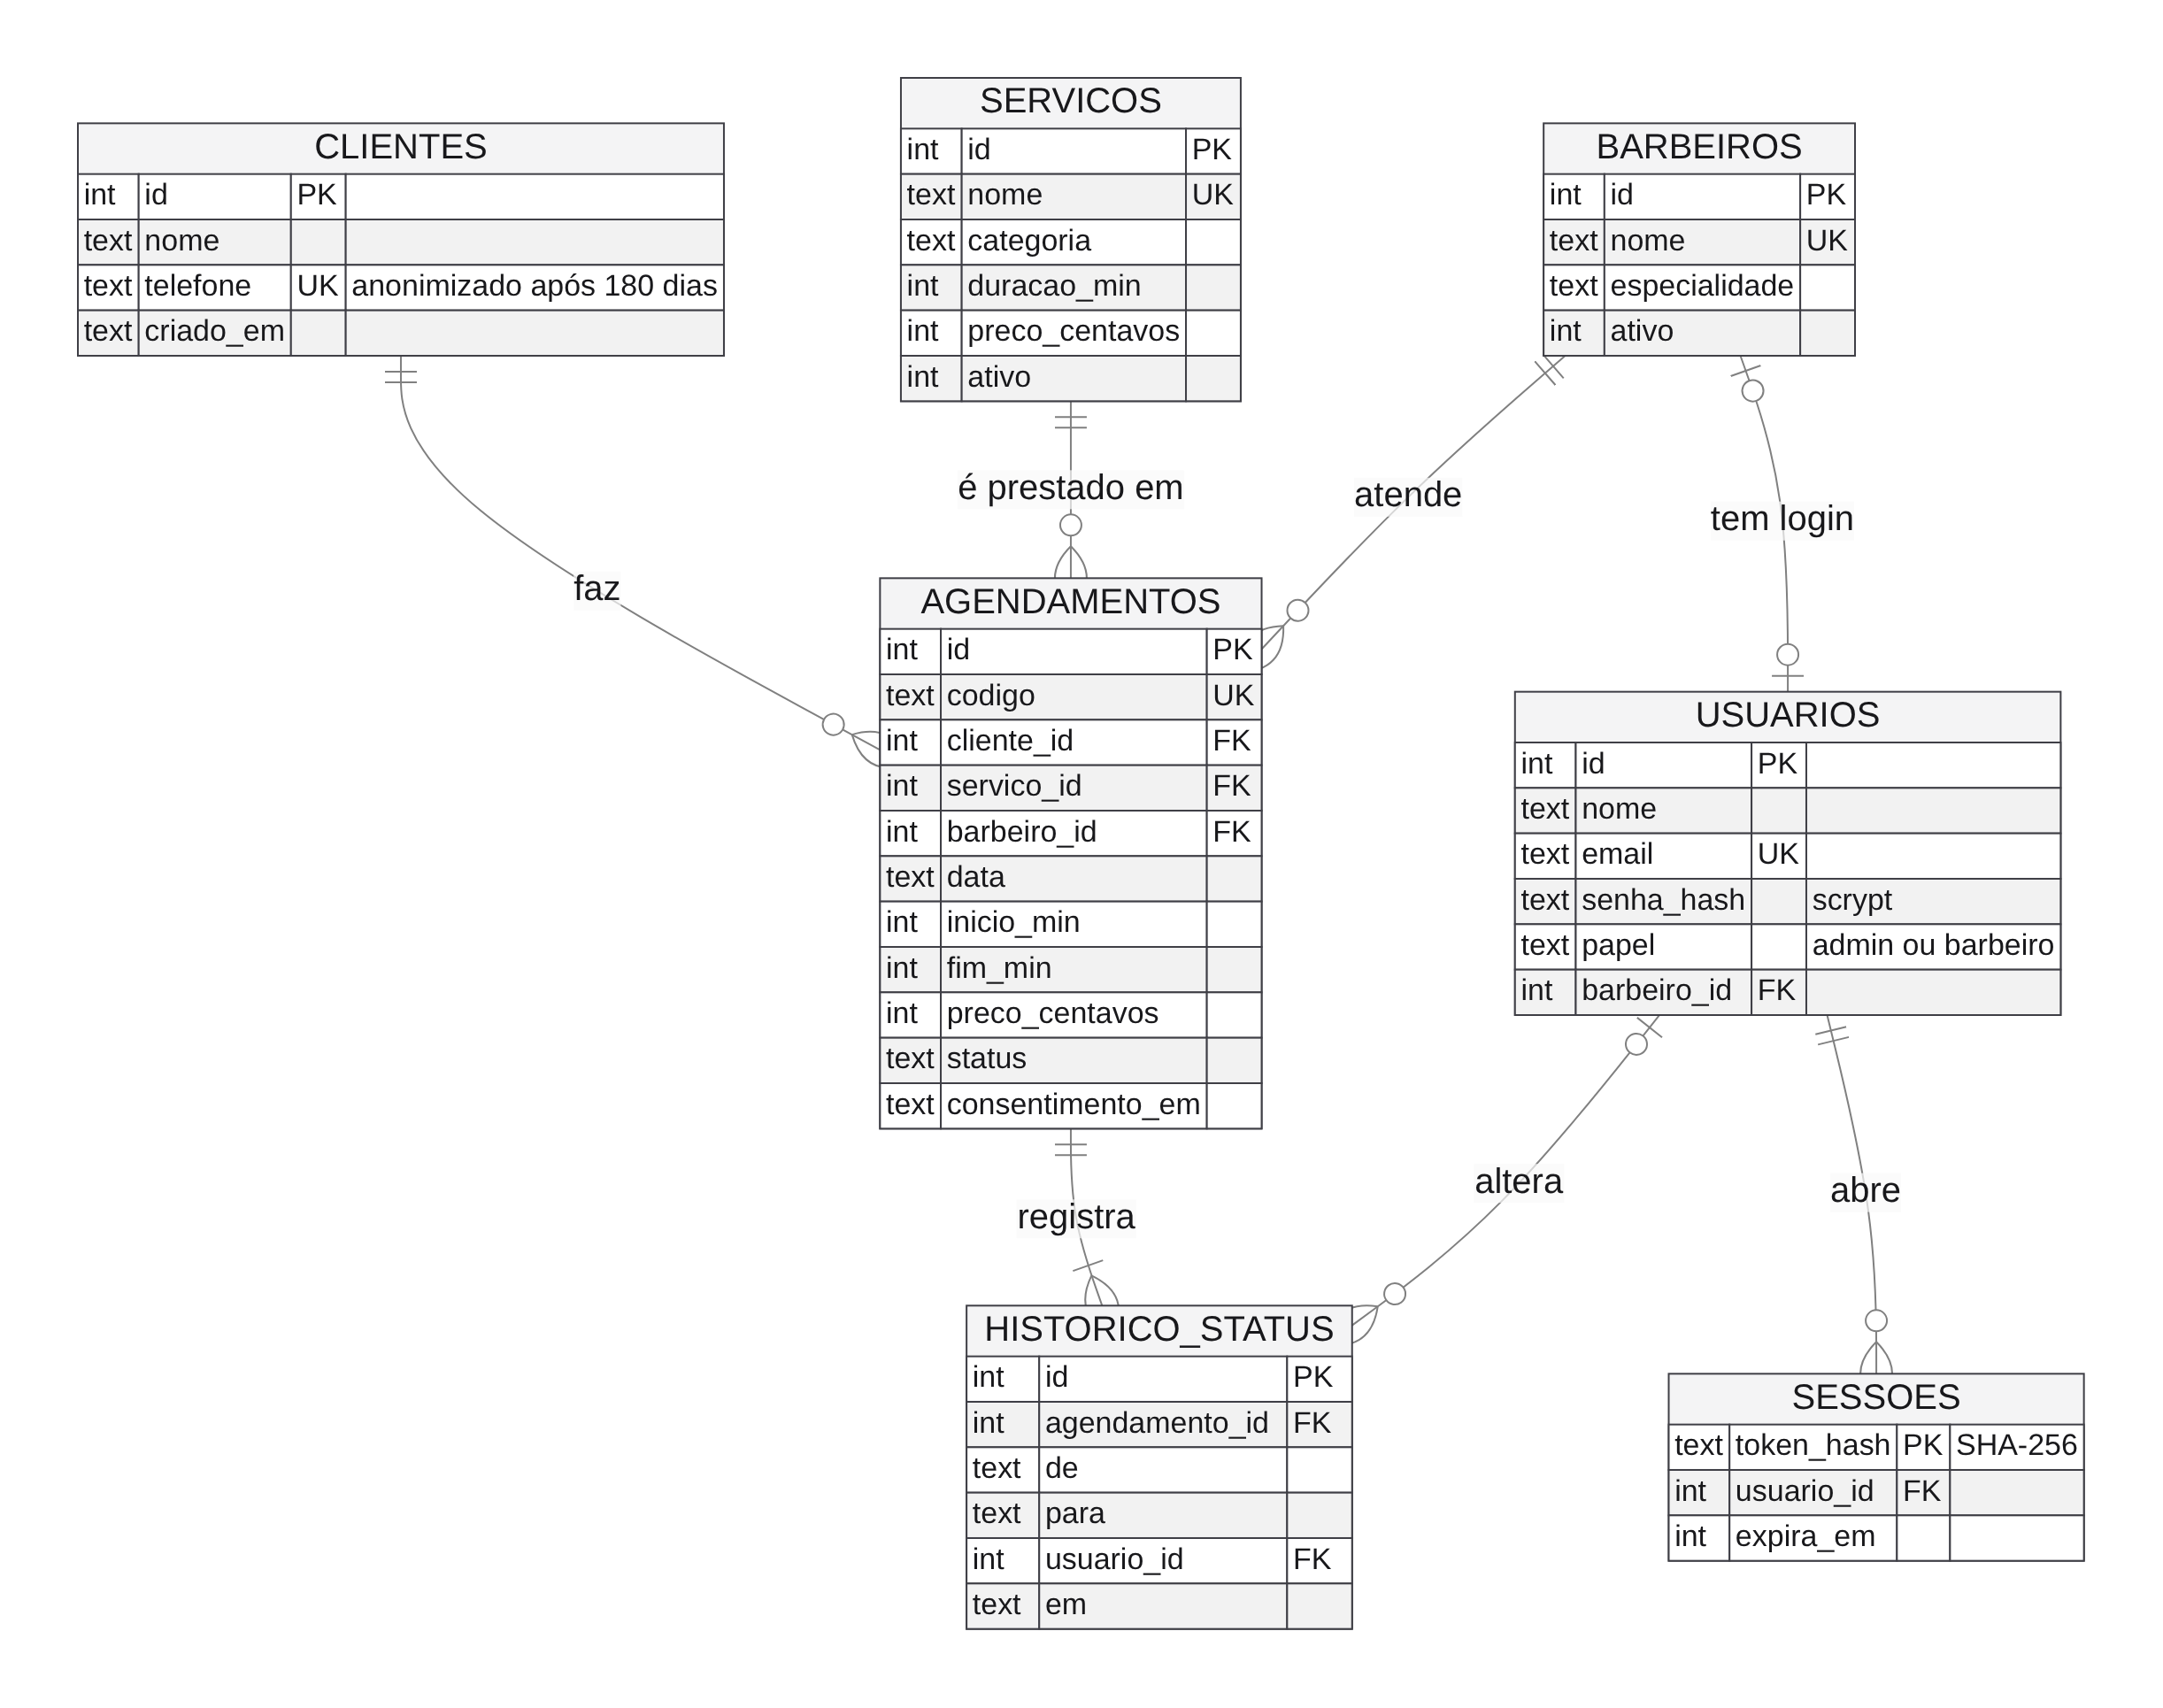 CLIENTES
int id PK
text nome
text telefone UK anonimizado após 180 dias
text criado_em
SERVICOS
int id PK
text nome UK
text categoria
int duracao_min
int preco_centavos
int ativo
BARBEIROS
int id PK
text nome UK
text especialidade
int ativo
é prestado em
atende
tem login
faz
AGENDAMENTOS
int id PK
text codigo UK
int cliente_id FK
int servico_id FK
int barbeiro_id FK
text data
int inicio_min
int fim_min
int preco_centavos
text status
text consentimento_em
USUARIOS
int id PK
text nome
text email UK
text senha_hash scrypt
text papel admin ou barbeiro
int barbeiro_id FK
registra
altera
abre
HISTORICO_STATUS
int id PK
int agendamento_id FK
text de
text para
int usuario_id FK
text em
SESSOES
text token_hash PK SHA-256
int usuario_id FK
int expira_em